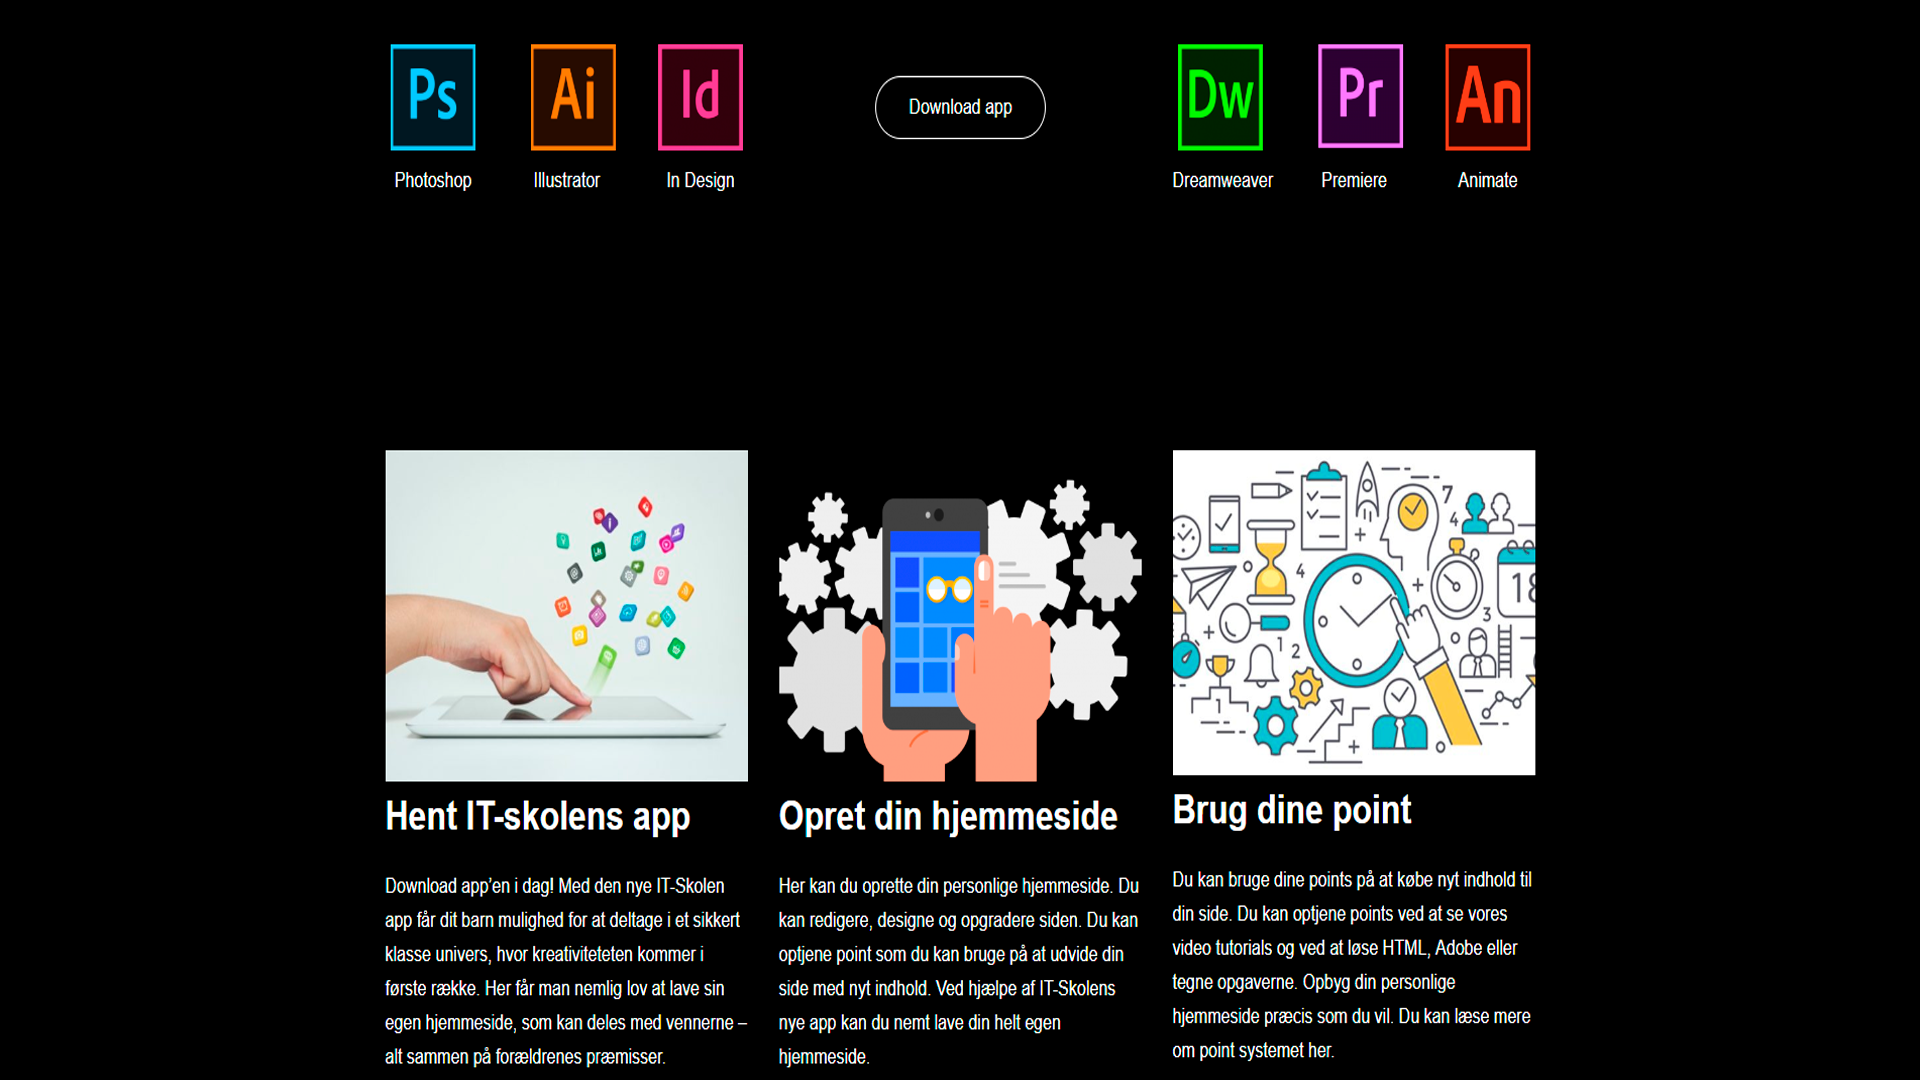 Ps
Ai
Id
Download app
Dw
Pr
An
Photoshop
Illustrator
In Design
Dreamweaver
Premiere
Animate
7
4
4
18
3
1
2
1
Hent IT-skolens app
Download app'en i dag! Med den nye IT-Skolen
app får dit barn mulighed for at deltage i et sikkert
klasse univers, hvor kreativiteteten kommer i
første række. Her får man nemlig lov at lave sin
egen hjemmeside, som kan deles med vennerne –
alt sammen på forældrenes præmisser.
Opret din hjemmeside
Her kan du oprette din personlige hjemmeside. Du
kan redigere, designe og opgradere siden. Du kan
optjene point som du kan bruge på at udvide din
side med nyt indhold. Ved hjælpe af IT-Skolens
nye app kan du nemt lave din helt egen
hjemmeside.
Brug dine point
Du kan bruge dine points på at købe nyt indhold til
din side. Du kan optjene points ved at se vores
video tutorials og ved at løse HTML, Adobe eller
tegne opgaverne. Opbyg din personlige
hjemmeside præcis som du vil. Du kan læse mere
om point systemet her.